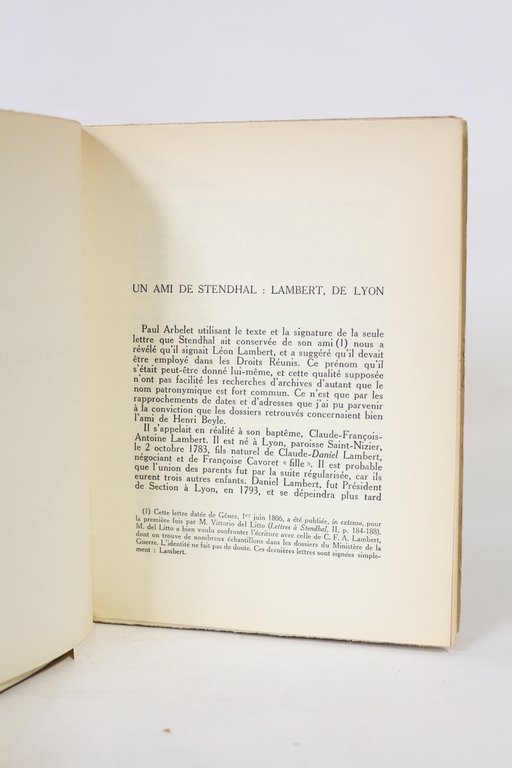 UN AMI DE STENDHAL : LAMBERT, DE LYON
Paul Arbelet utilisant le texte et la signature de la seule
lettre que Stendhal ait conservée de son ami (1) nous a
révélé qu'il signait Léon Lambert, et a suggéré qu'il devait
être employé dans les Droits Réunis. Ce prénom qu'il
s'était peut-être donné lui-même, et cette qualité supposée
n'ont pas facilité les recherches d'archives d'autant que le
nom patronymique est fort commun. Ce n'est que par les
rapprochements de dates et d'adresses que j'ai pu parvenir
à la conviction que les dossiers retrouvés concernaient bien
l'ami de Henri Beyle.
Il s'appelait en réalité à son baptême, Claude-François-
Antoine Lambert. Il est né à Lyon, paroisse Saint-Nizier,
le 2 octobre 1783, fils naturel de Claude-Daniel Lambert,
négociant et de Françoise Cavoret « fille ». Il est probable
que l'union des parents fut par la suite régularisée, car ils
eurent trois autres enfants. Daniel Lambert, fut Président
de Section à Lyon, en 1793, et se dépeindra plus tard
(1) Cette lettre datée de Gênes, 1er juin 1806, a été publiée, in extenso, pour
la première fois par M. Vittorio del Litto (Lettres à Stendhal, II, p. 184-188).
M. del Litto a bien voulu confronter l'écriture avec celle de C. F. A. Lambert,
dont on trouve de nombreux échantillons dans les dossiers du Ministère de la
Guerre. L'identité ne fait pas de doute. Ces dernières lettres sont signées simple-
ment : Lambert.